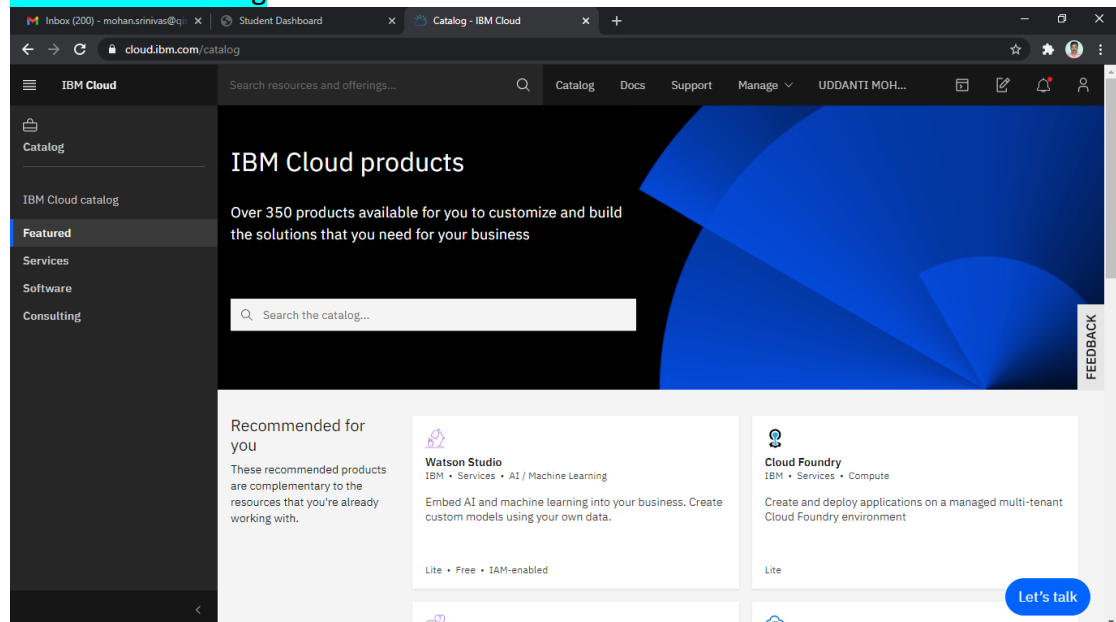 Inbox (200) - mohan.srinivas@qi
Student Dashboard
Catalog - IBM Cloud
cloud.ibm.com/catalog
IBM Cloud
Search resources and offerings...
Catalog
Docs
Support
Manage
UDDANTI MOH...
Catalog
IBM Cloud catalog
Featured
Services
Software
Consulting
IBM Cloud products
Over 350 products available for you to customize and build
the solutions that you need for your business
Search the catalog...
FEEDBACK
Recommended for
you
These recommended products
are complementary to the
resources that you're already
working with.
Watson Studio
IBM • Services • AI / Machine Learning
Embed AI and machine learning into your business. Create
custom models using your own data.
Lite • Free • IAM-enabled
Cloud Foundry
IBM • Services • Compute
Create and deploy applications on a managed multi-tenant
Cloud Foundry environment
Lite
Let's talk